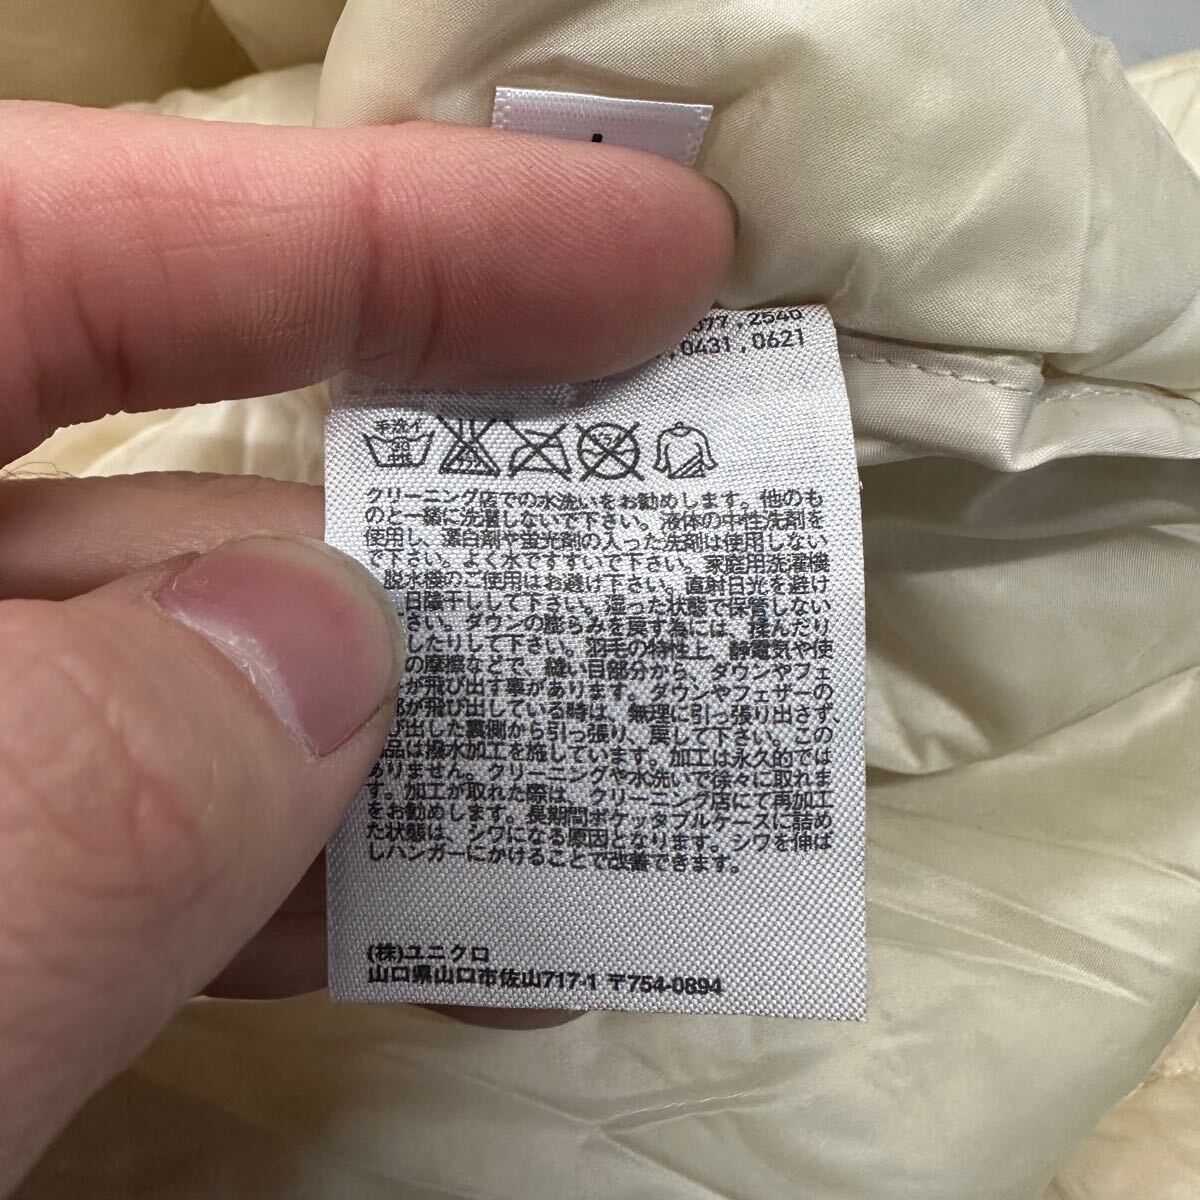 ,2540
,0431,0621
手洗イ
30
クリーニング店での水洗いをお勧めします。他のも
のと一緒に洗濯しないで下さい。液体の中性洗剤を
使用し、漂白剤や蛍光剤の入った洗剤は使用しない
で下さい。よく水ですすいで下さい。家庭用洗濯機
脱水機のご使用はお避け下さい。直射日光を避け
日陰干しして下さい。湿った状態で保管しない
さい。ダウンの膨らみを戻す為には、揉んだり
したりして下さい。羽毛の特性上、静電気や使
の摩擦などで、縫い目部分から、ダウンやフェ
が飛び出す事があります。ダウンやフェザーの
が飛び出している時は、無理に引っ張り出さず、
び出した裏側から引っ張り、戻して下さい。この
品は撥水加工を施しています。加工は永久的では
ありません。クリーニングや水洗いで徐々に取れま
す。加工が取れた際は、クリーニング店にて再加工
をお勧めします。長期間ポケッタブルケースに詰め
た状態は、シワになる原因となります。シワを伸ば
しハンガーにかけることで改善できます。
(株)ユニクロ
山口県山口市佐山717-1 〒754-0894